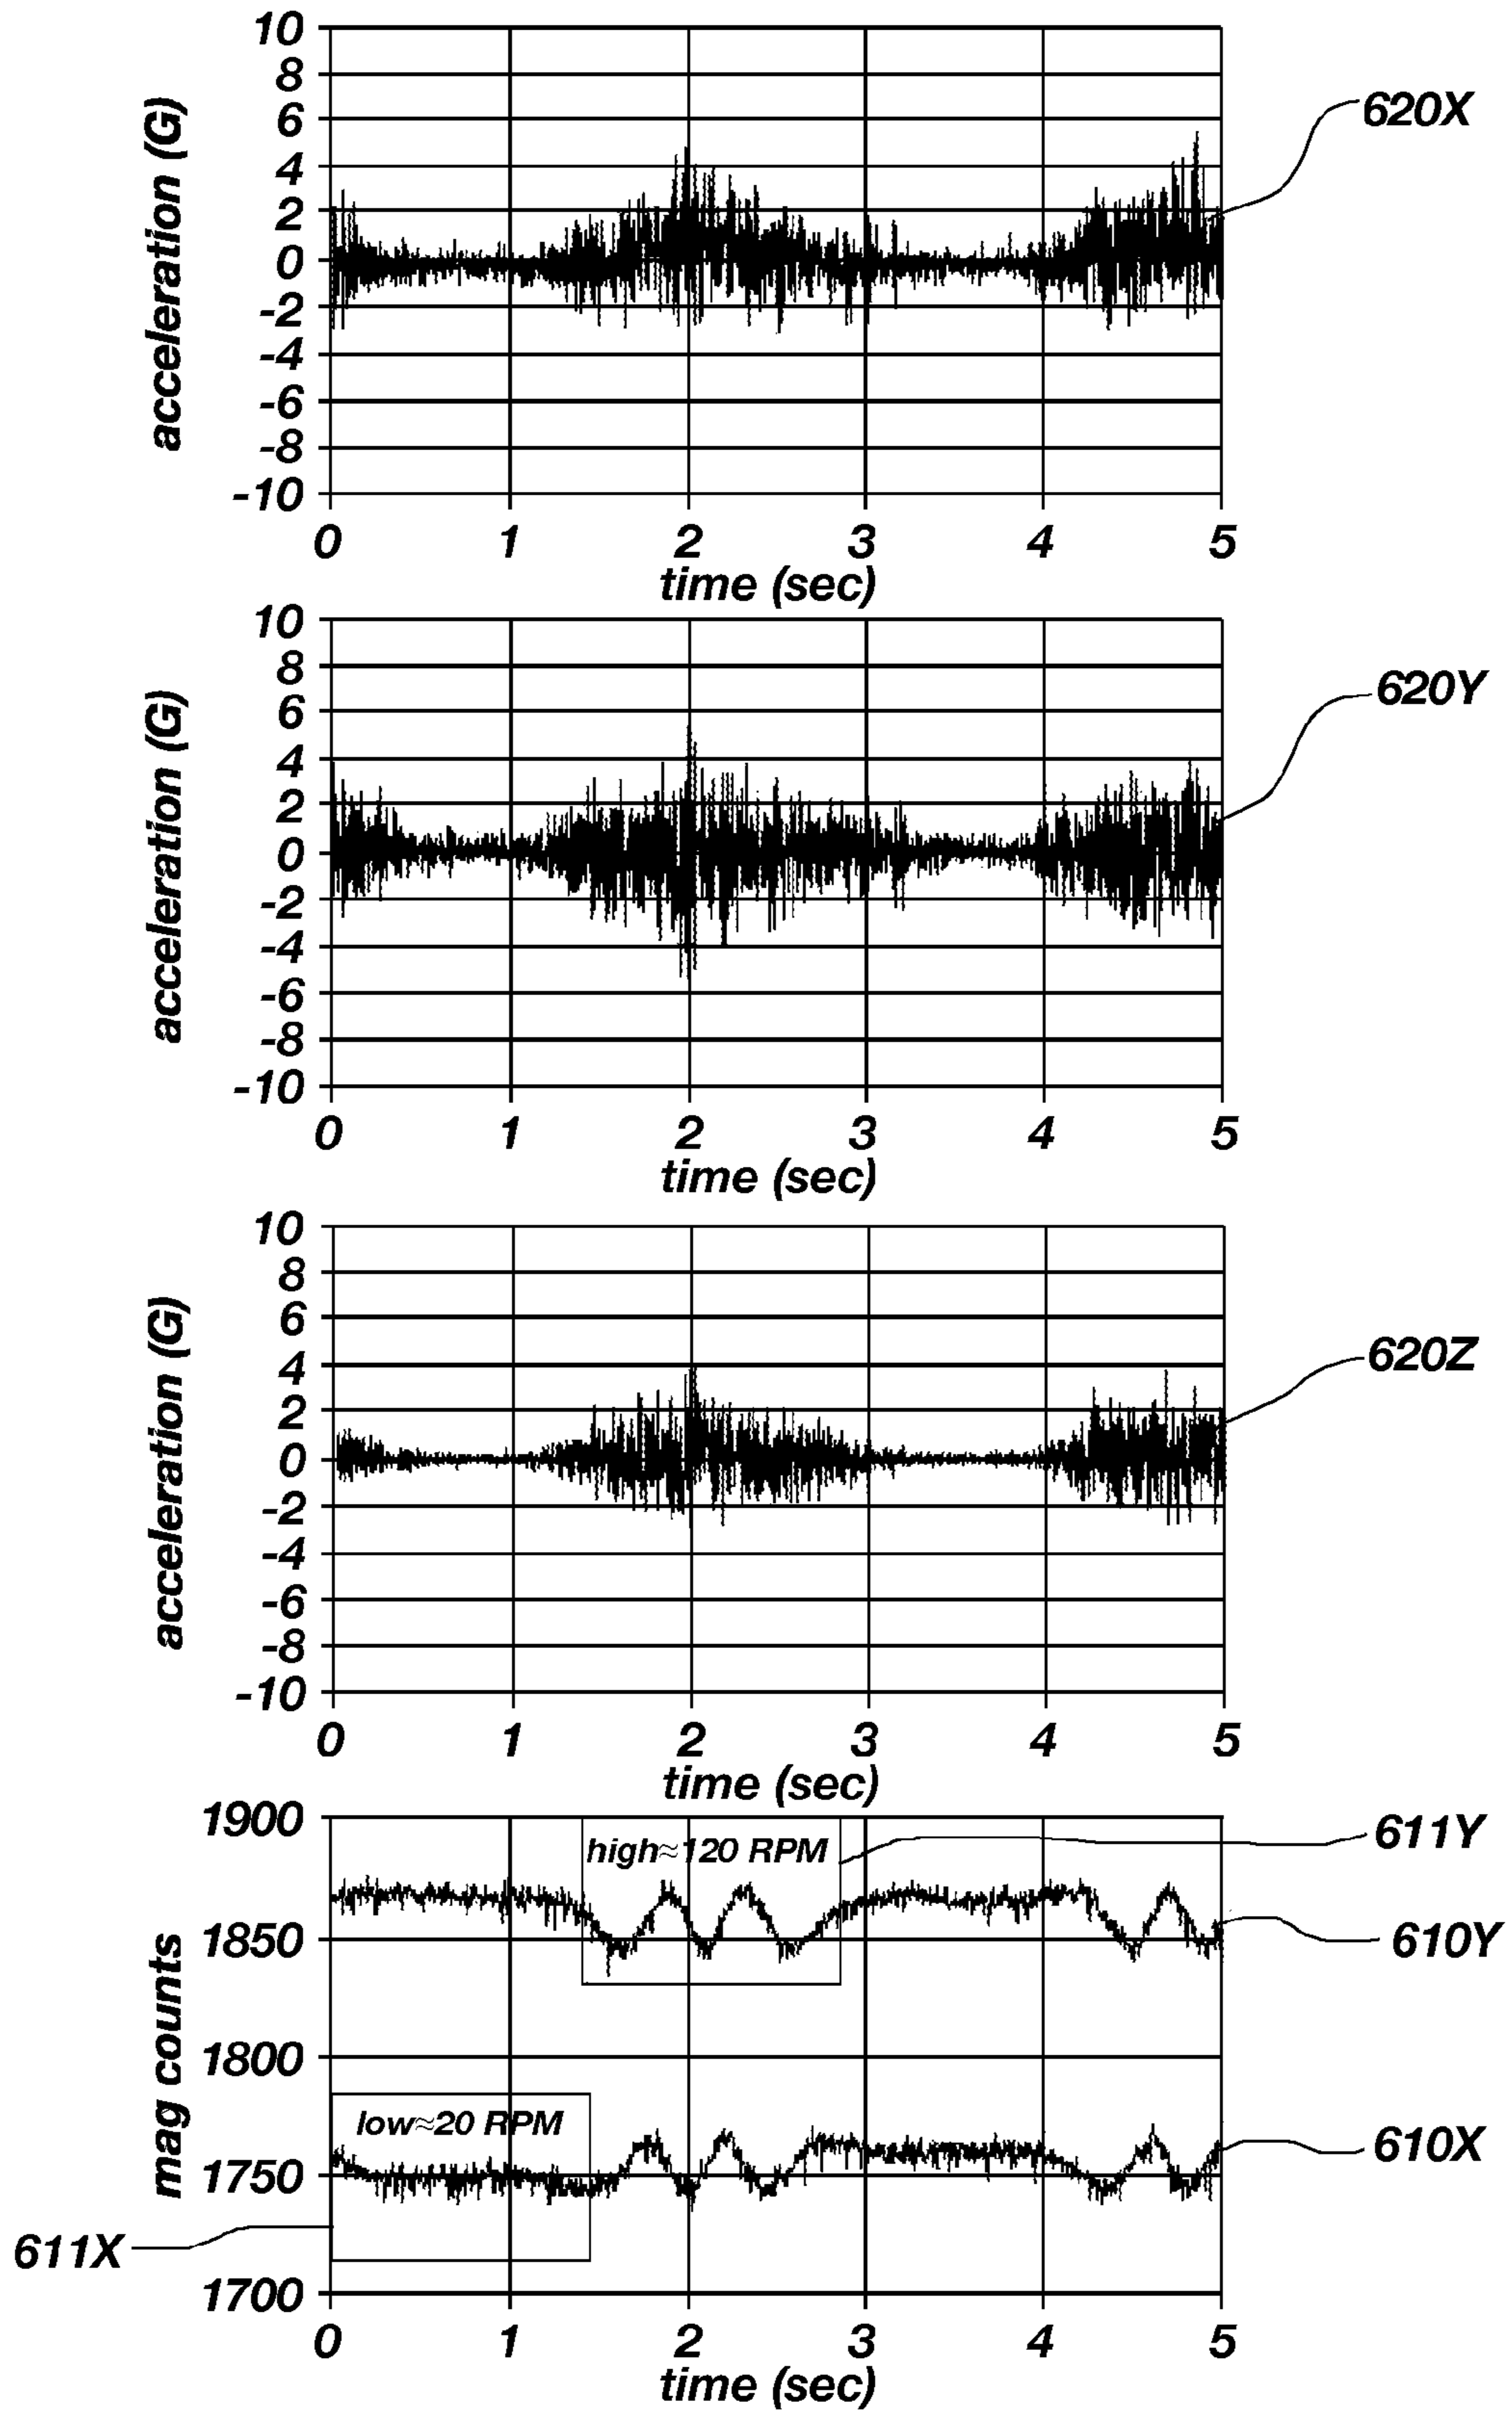 10
8
6
4
2
0
-2
-4
-6
-8
-10
acceleration (G)
620X
0 1 2 3 4 5
time (sec)
10
8
6
4
2
0
-2
-4
-6
-8
-10
acceleration (G)
620Y
0 1 2 3 4 5
time (sec)
10
8
6
4
2
0
-2
-4
-6
-8
-10
acceleration (G)
620Z
0 1 2 3 4 5
time (sec)
1900
1850
1800
1750
1700
mag counts
high≈120 RPM
611Y
610Y
low≈20 RPM
610X
611X
0 1 2 3 4 5
time (sec)